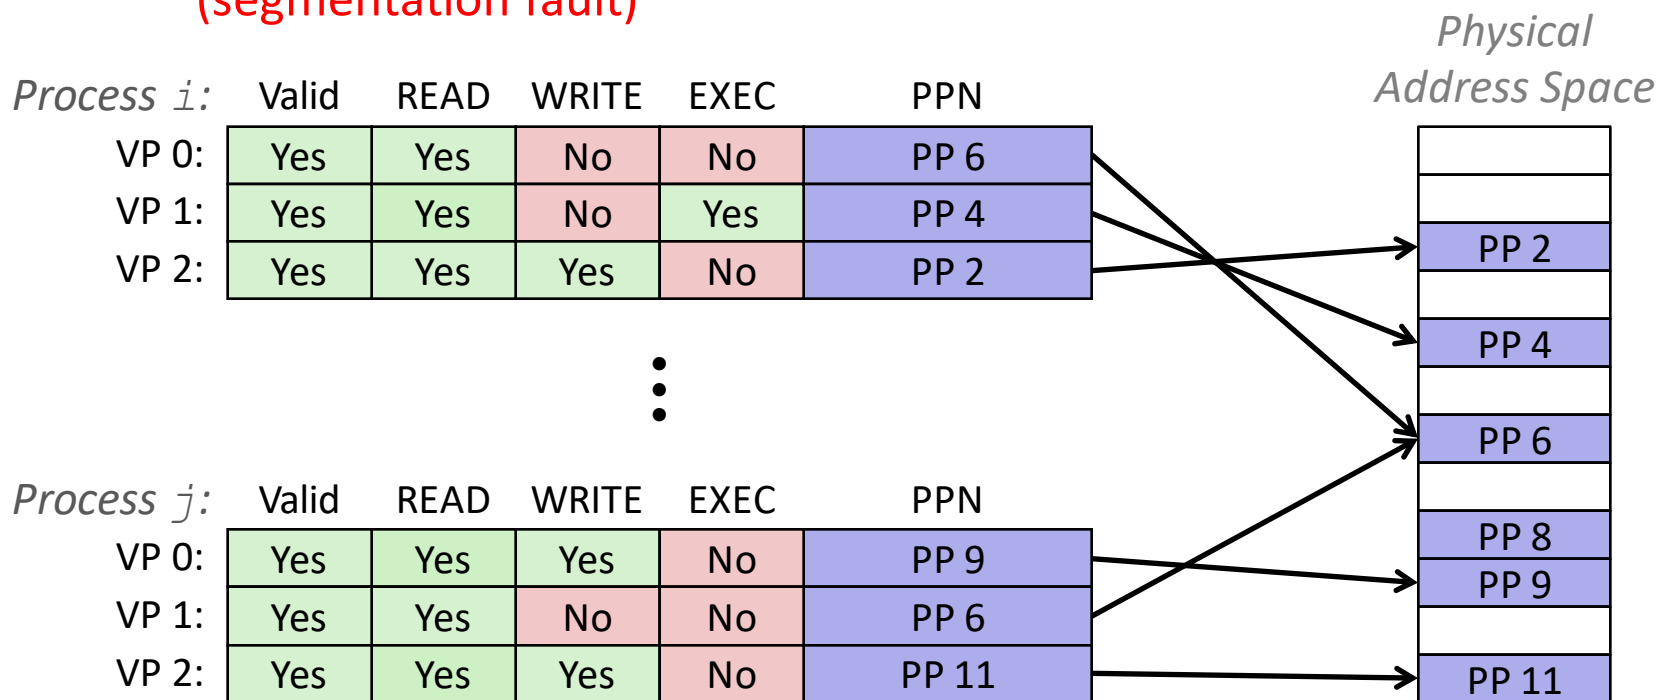 (segmentation fault)
Physical
Address Space
Process i: Valid READ WRITE EXEC PPN
VP 0: Yes Yes No No PP 6
VP 1: Yes Yes No Yes PP 4
VP 2: Yes Yes Yes No PP 2
PP 2
PP 4
PP 6
PP 8
PP 9
PP 11
Process j: Valid READ WRITE EXEC PPN
VP 0: Yes Yes Yes No PP 9
VP 1: Yes Yes No No PP 6
VP 2: Yes Yes Yes No PP 11